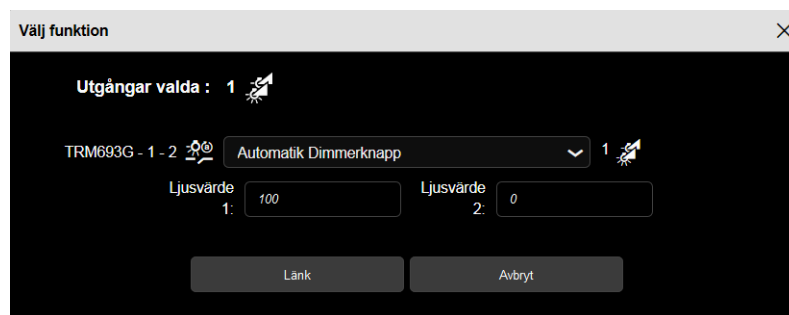 Välj funktion
Utgångar valda : 1
TRM693G - 1 - 2 Automatik Dimmerknapp 1
Ljusvärde 1: 100 Ljusvärde 2: 0
Länk Avbryt